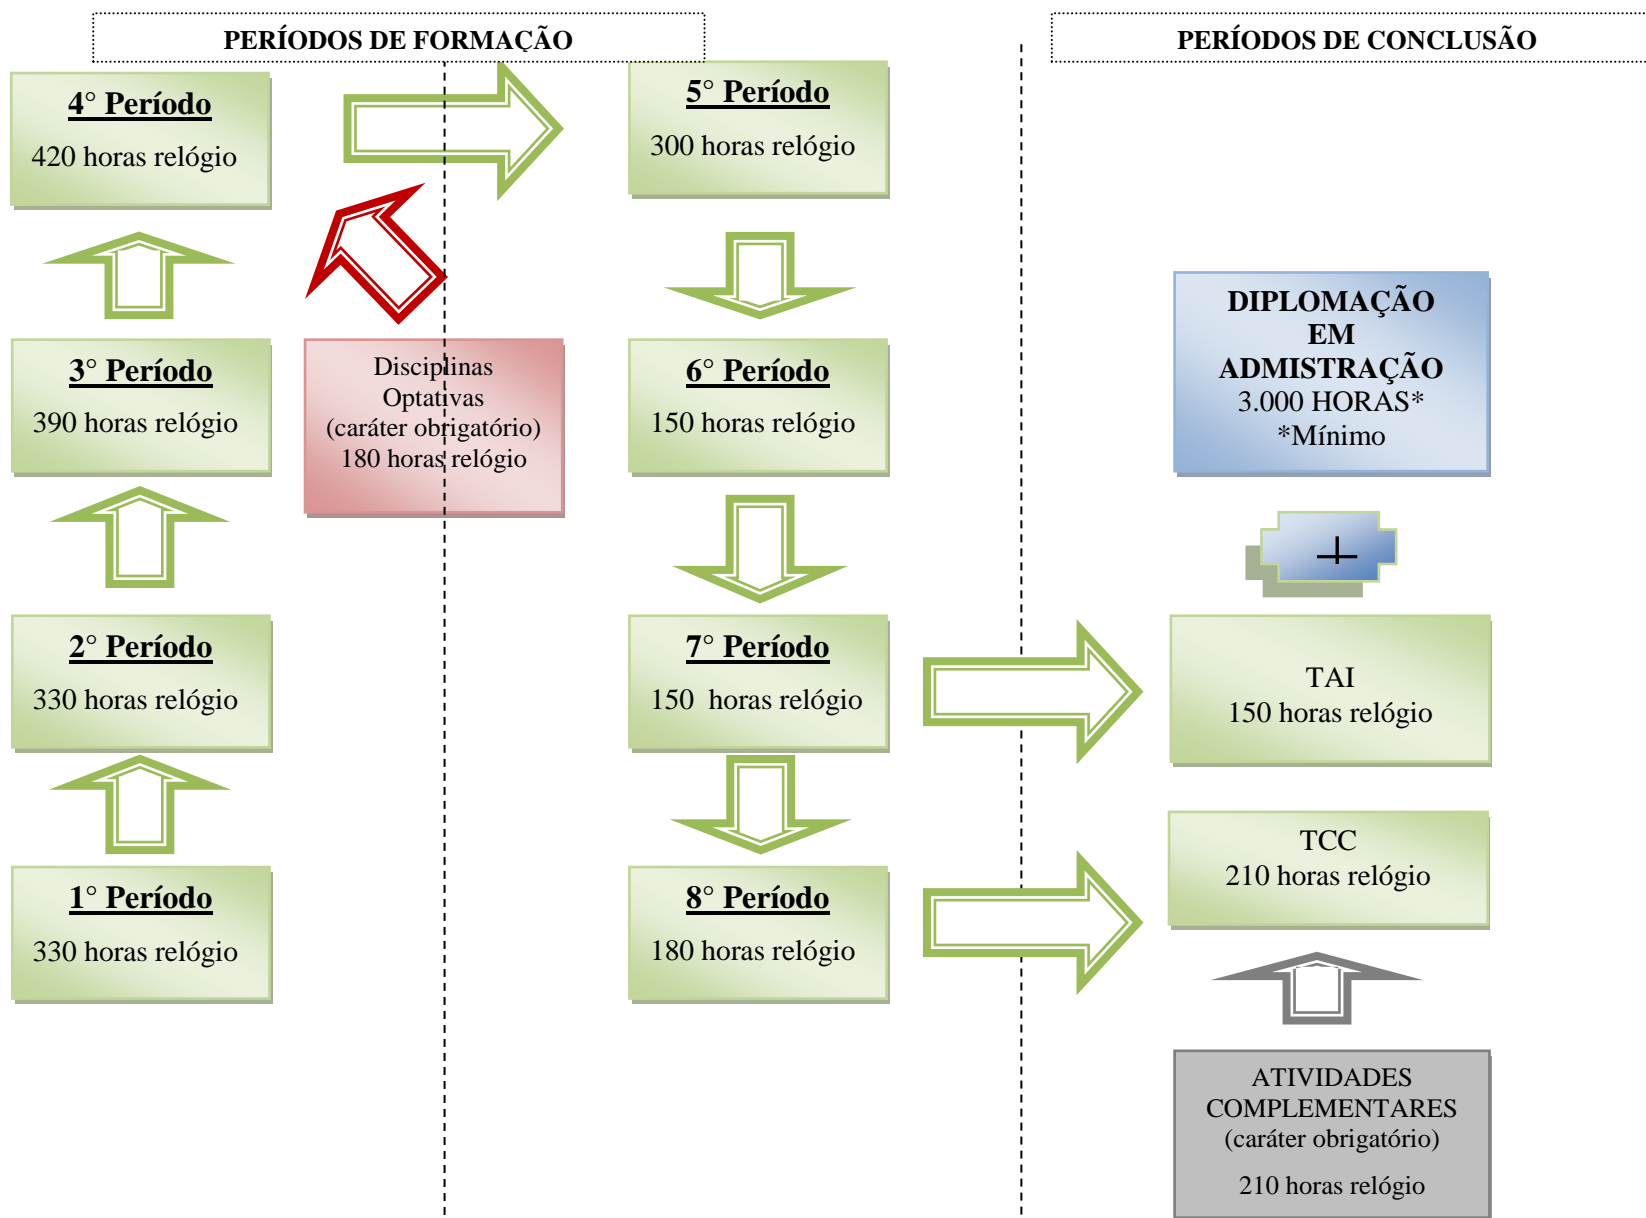 PERÍODOS DE FORMAÇÃO
PERÍODOS DE CONCLUSÃO
4° Período
420 horas relógio
5° Período
300 horas relógio
3° Período
390 horas relógio
Disciplinas
Optativas
(caráter obrigatório)
180 horas relógio
6° Período
150 horas relógio
DIPLOMAÇÃO
EM
ADMISTRAÇÃO
3.000 HORAS*
*Mínimo
+
2° Período
330 horas relógio
7° Período
150 horas relógio
TAI
150 horas relógio
1° Período
330 horas relógio
8° Período
180 horas relógio
TCC
210 horas relógio
ATIVIDADES
COMPLEMENTARES
(caráter obrigatório)
210 horas relógio